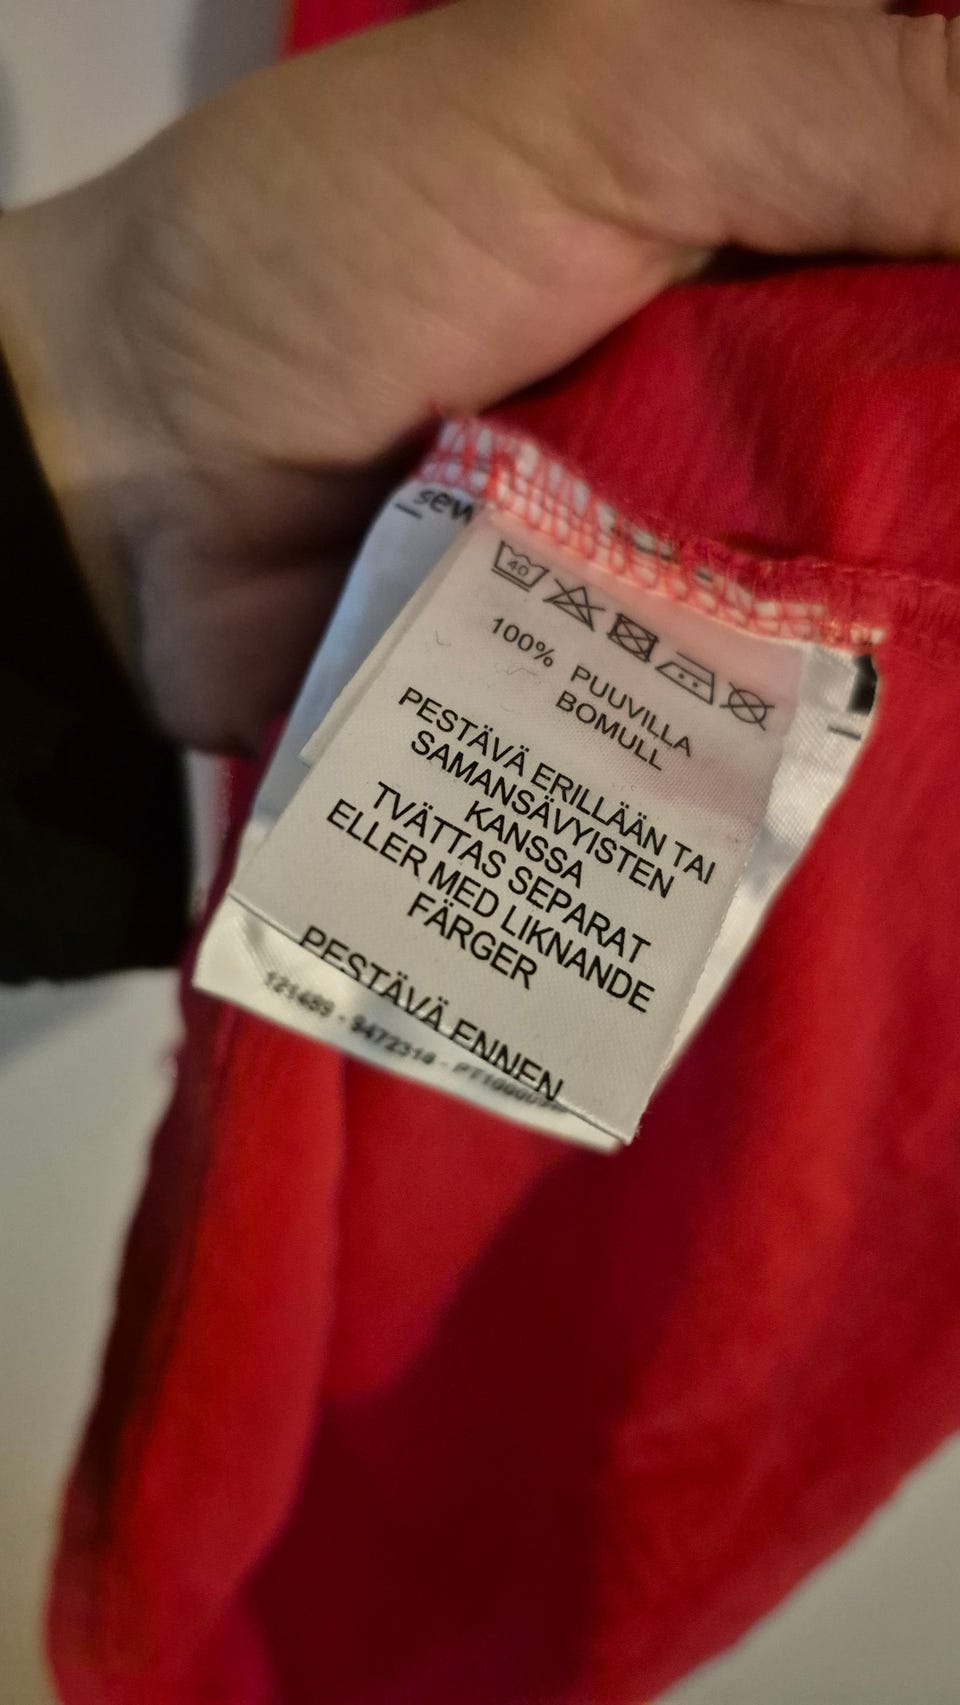 40
100% PUUVILLA
BOMULL
PESTÄVÄ ERILLÄÄN TAI
SAMANSÄVYISTEN
KANSSA
TVÄTTAS SEPARAT
ELLER MED LIKNANDE
FÄRGER
PESTÄVÄ ENNEN